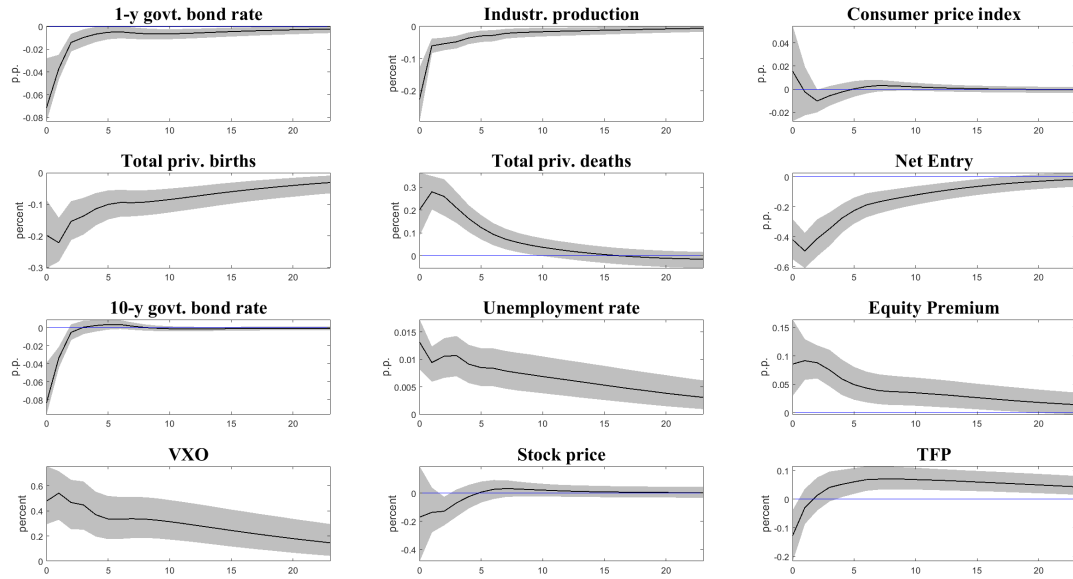 1-y govt. bond rate
p.p.
0
-0.02
-0.04
-0.06
-0.08
0 5 10 15 20
Industr. production
percent
0
-0.2
0 5 10 15 20
Consumer price index
p.p.
0.04
0.02
0
-0.02
0 5 10 15 20
Total priv. births
percent
0
-0.1
-0.2
-0.3
0 5 10 15 20
Total priv. deaths
percent
0.3
0.2
0.1
0
0 5 10 15 20
Net Entry
p.p.
0
-0.2
-0.4
-0.6
0 5 10 15 20
10-y govt. bond rate
p.p.
0
-0.02
-0.04
-0.06
-0.08
0 5 10 15 20
Unemployment rate
p.p.
0.015
0.01
0.005
0
0 5 10 15 20
Equity Premium
p.p.
0.15
0.1
0.05
0
0 5 10 15 20
VXO
percent
0.6
0.4
0.2
0
0 5 10 15 20
Stock price
percent
0
-0.2
-0.4
0 5 10 15 20
TFP
percent
0.1
0
-0.1
-0.2
0 5 10 15 20